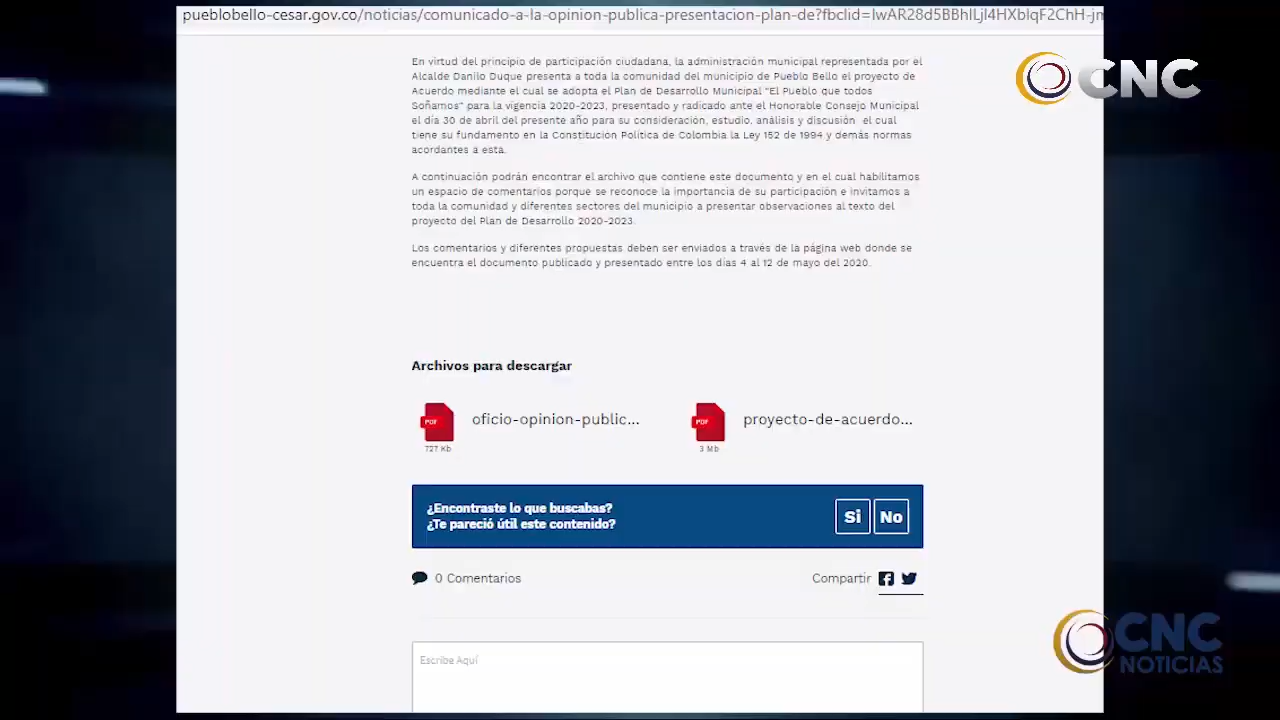 pueblobello-cesar.gov.co/noticias/comunicado-a-la-opinion-publica-presentacion-plan-de?fbclid=IwAR28d5BBhlLjl4HXblqF2ChH-jm
CNC
En virtud del principio de participación ciudadana, la administración municipal representada por el
Alcalde Danilo Duque presenta a toda la comunidad del municipio de Pueblo Bello el proyecto de
Acuerdo mediante el cual se adopta el Plan de Desarrollo Municipal "El Pueblo que todos
Soñamos" para la vigencia 2020-2023, presentado y radicado ante el Honorable Consejo Municipal
el día 30 de abril del presente año para su consideración, estudio, análisis y discusión el cual
tiene su fundamento en la Constitucion Política de Colombia la Ley 152 de 1994 y demás normas
acordantes a esta.
A continuación podrán encontrar el archivo que contiene este documento y en el cual habilitamos
un espacio de comentarios porque se reconoce la importancia de su participación e invitamos a
toda la comunidad y diferentes sectores del municipio a presentar observaciones al texto del
proyecto del Plan de Desarrollo 2020-2023.
Los comentarios y diferentes propuestas deben ser enviados a través de la página web donde se
encuentra el documento publicado y presentado entre los días 4 al 12 de mayo del 2020.
Archivos para descargar
PDF oficio-opinion-public... PDF proyecto-de-acuerdo...
727 Kb 3 Mb
¿Encontraste lo que buscabas?
¿Te pareció útil este contenido?
Si No
0 Comentarios Compartir
Escribe Aquí
CNC
NOTICIAS